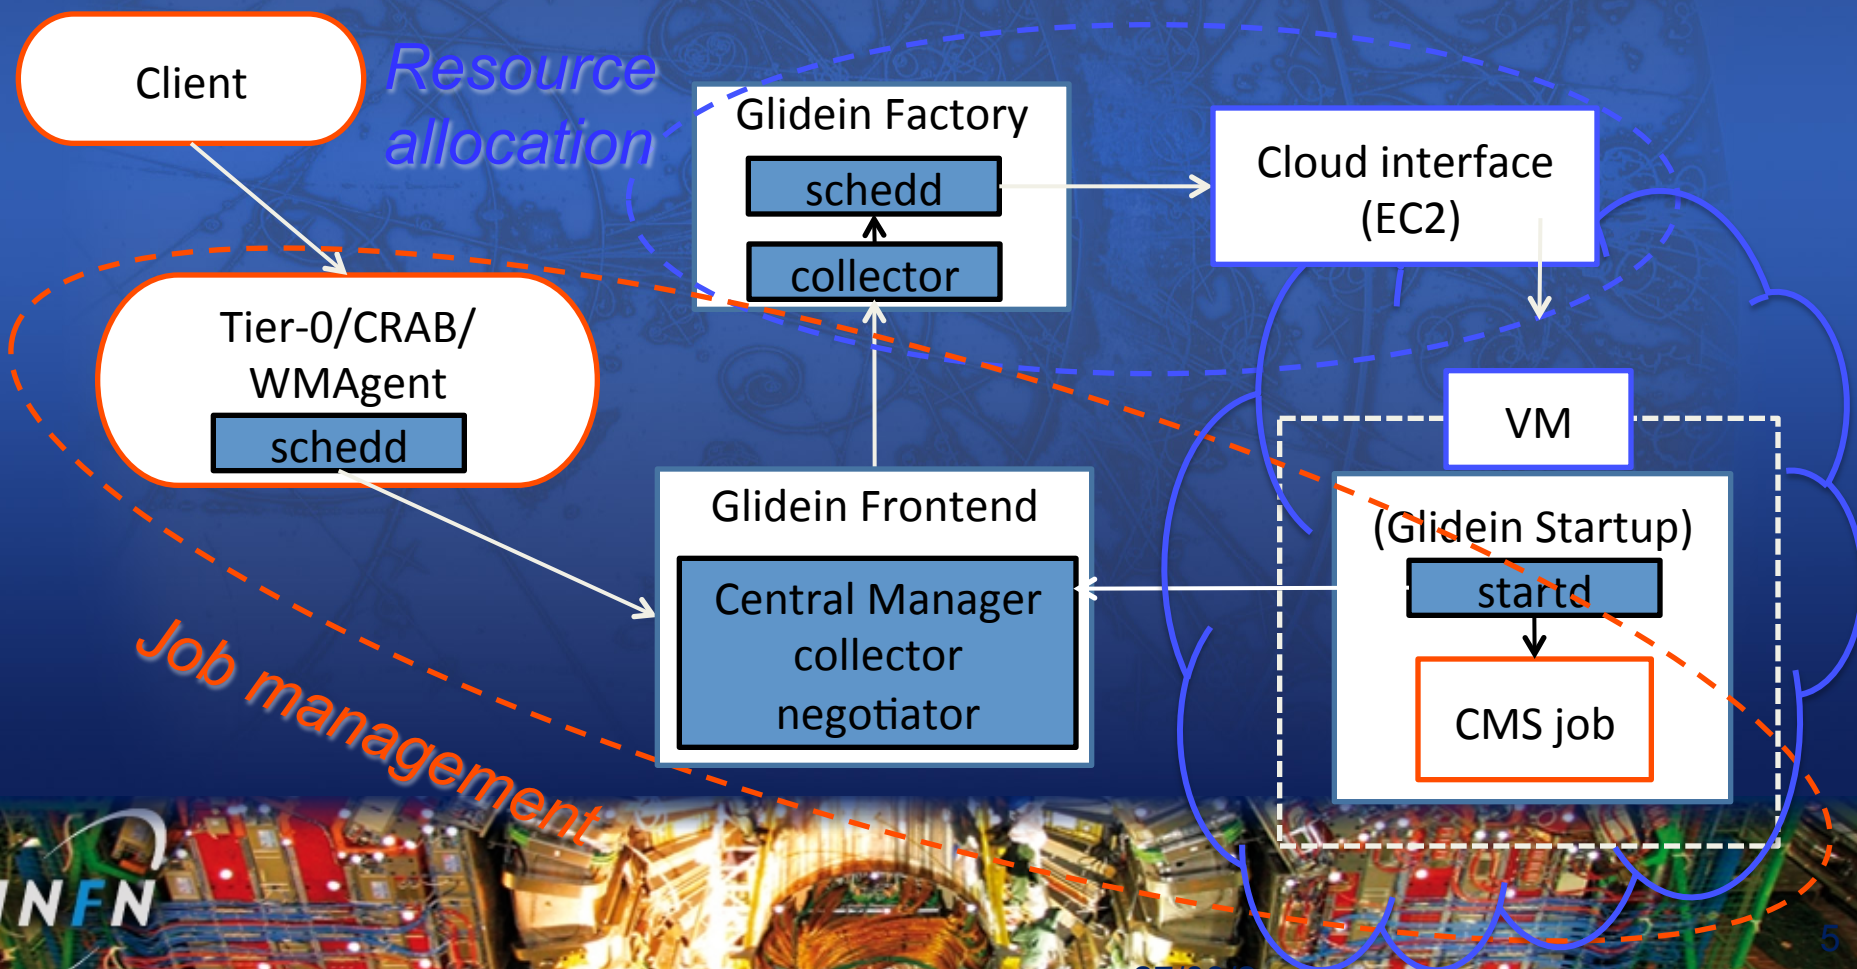 Client
Resource
allocation
Glidein Factory
schedd
collector
Cloud interface
(EC2)
Tier-0/CRAB/
WMAgent
schedd
VM
Glidein Frontend
Central Manager
collector
negotiator
(Glidein Startup)
startd
CMS job
Job management
INFN
5